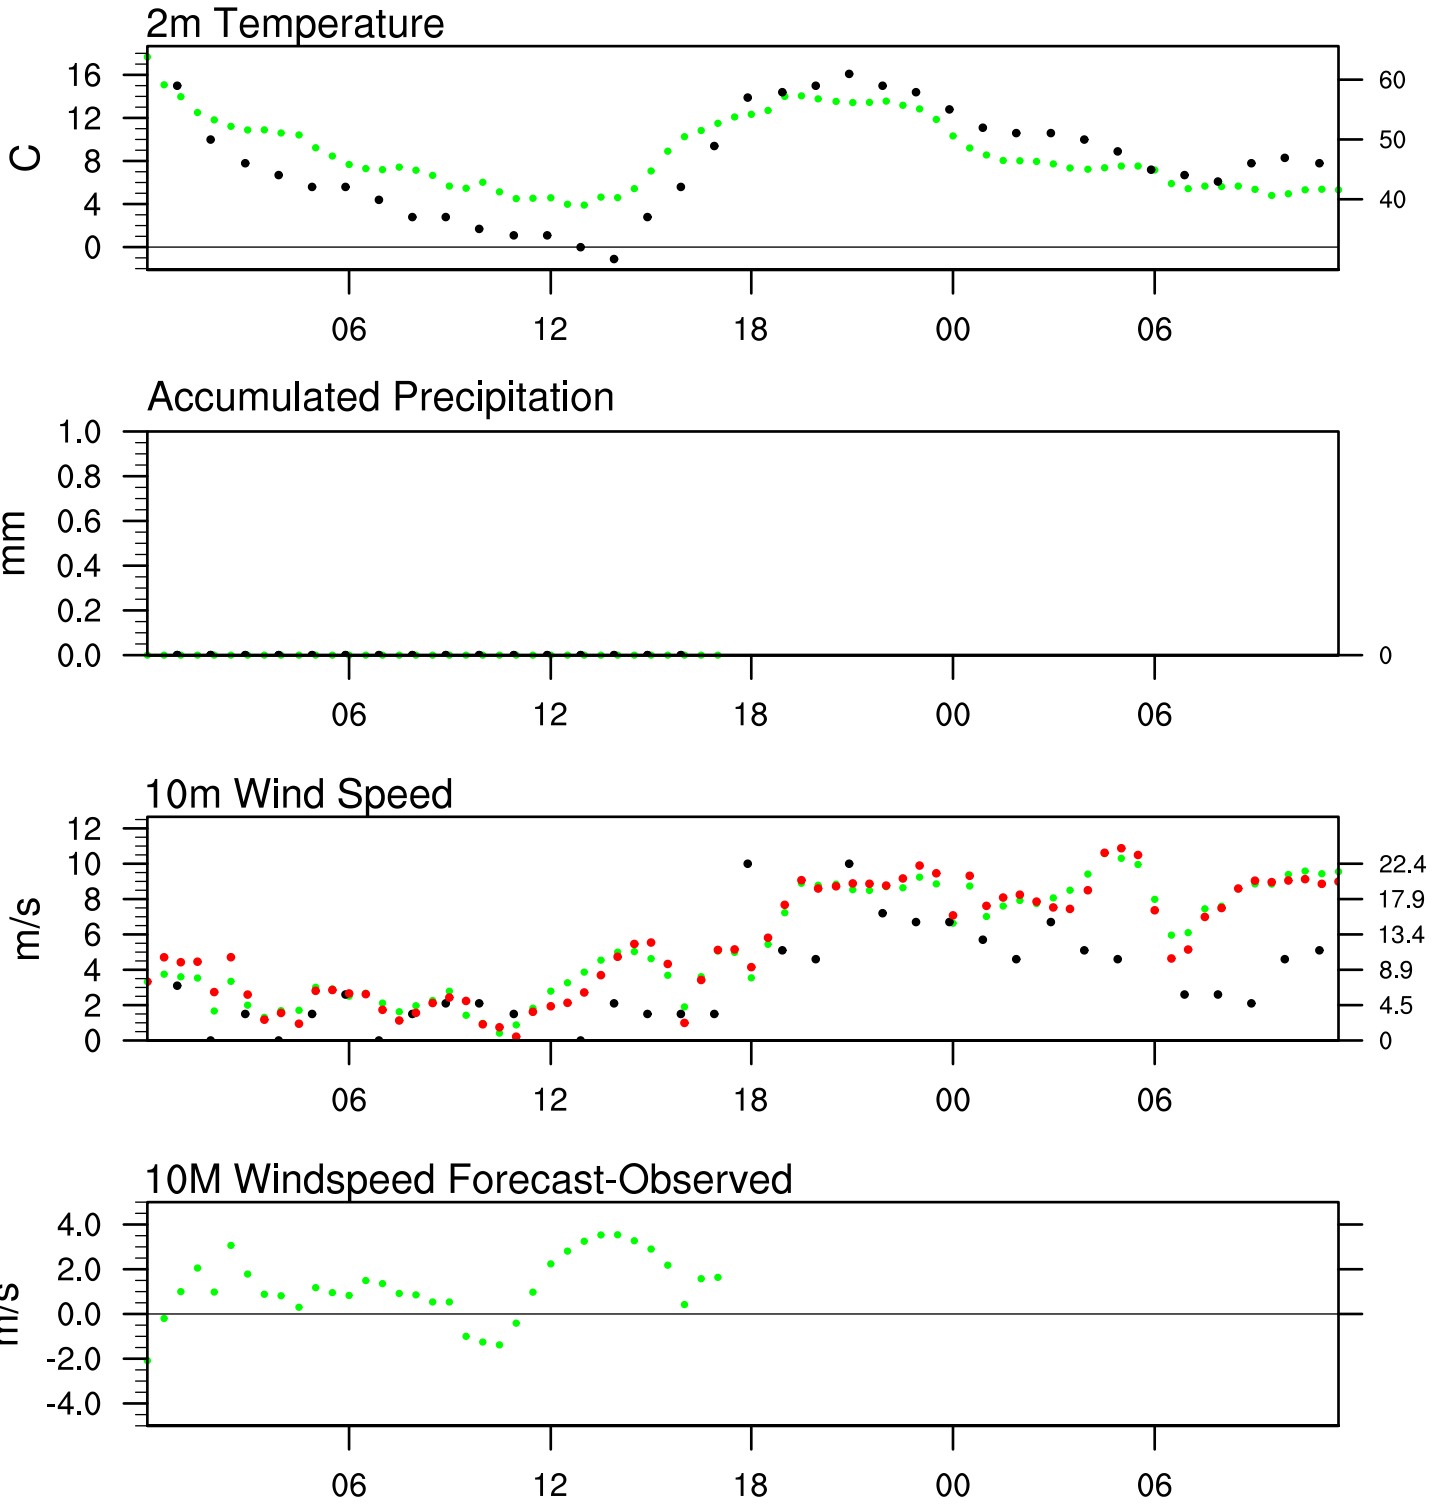 2m Temperature
16
12
8
4
0
C
60
50
40
06 12 18 00 06
Accumulated Precipitation
1.0
0.8
0.6
0.4
0.2
0.0
mm
0
06 12 18 00 06
10m Wind Speed
12
10
8
6
4
2
0
m/s
22.4
17.9
13.4
8.9
4.5
0
06 12 18 00 06
10M Windspeed Forecast-Observed
4.0
2.0
0.0
-2.0
-4.0
m/s
06 12 18 00 06